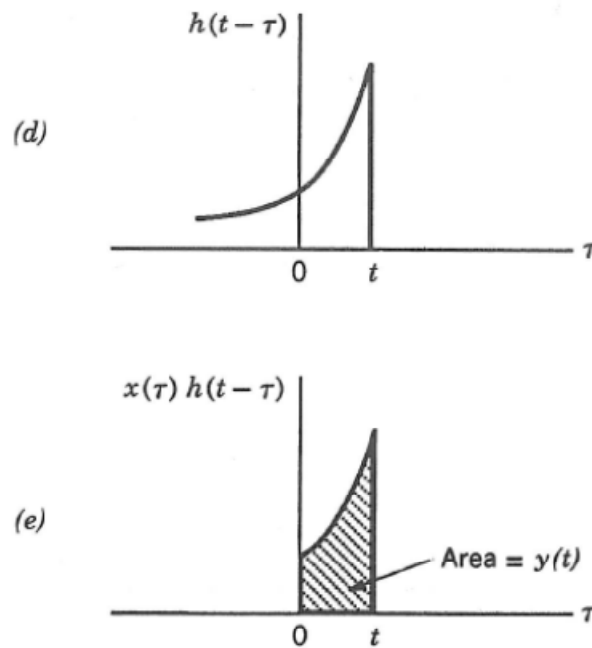 h(t − τ)
(d)
0 t τ
x(τ) h(t − τ)
(e)
Area = y(t)
0 t τ